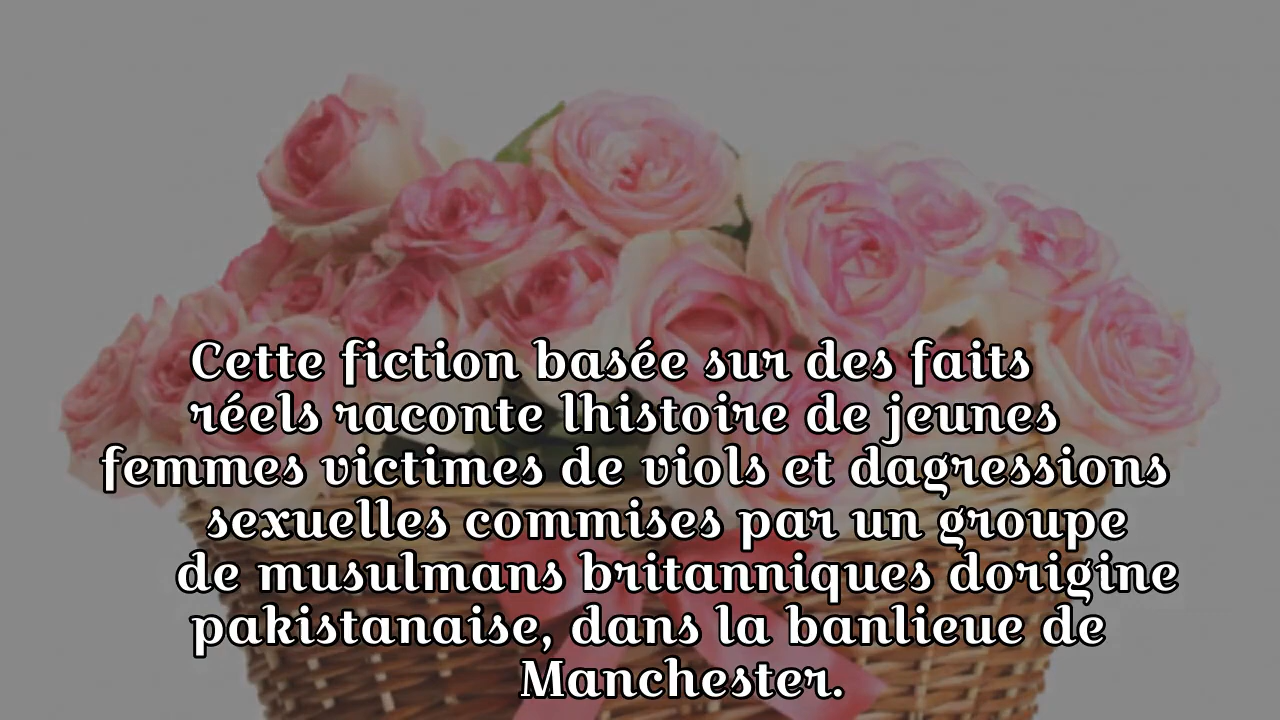 Cette fiction basée sur des faits
réels raconte lhistoire de jeunes
femmes victimes de viols et dagressions
sexuelles commises par un groupe
de musulmans britanniques dorigine
pakistanaise, dans la banlieue de
Manchester.